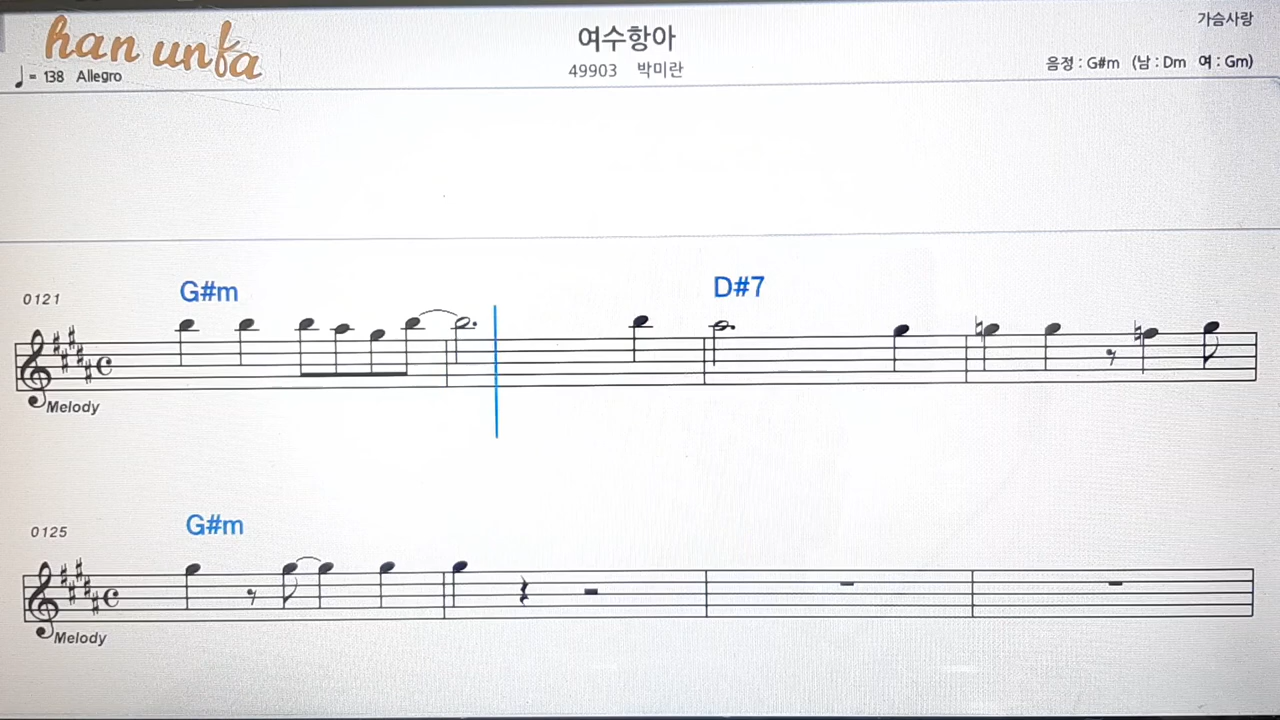 han unfa
♩= 138 Allegro
여수항아
49903 박미란
가슴사랑
음정 : G#m (남 : Dm 여 : Gm)
0121
G#m
D#7
Melody
0125
G#m
Melody